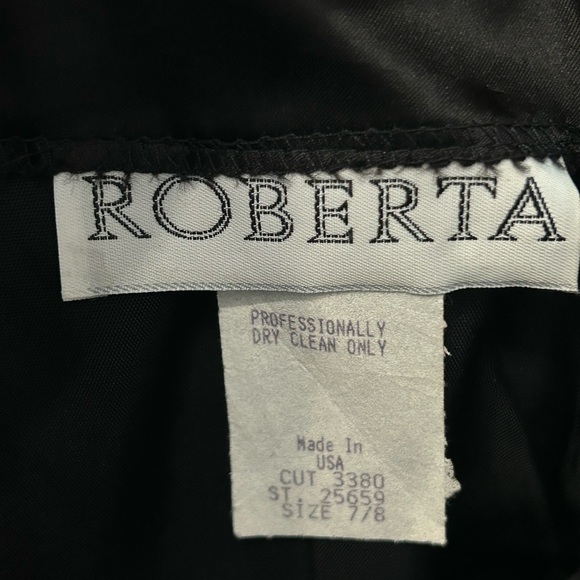 ROBERTA
PROFESSIONALLY
DRY CLEAN ONLY
Made In
USA
CUT 3380
ST. 25659
SIZE 7/8